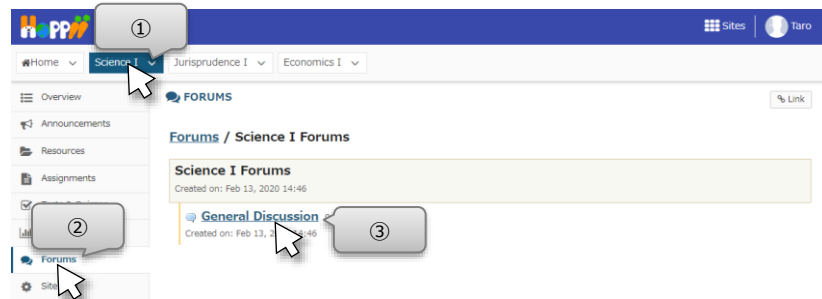 Hoppii
①
Sites
Taro
Home
Science I
Jurisprudence I
Economics I
Overview
FORUMS
Link
Announcements
Forums / Science I Forums
Resources
Science I Forums
Assignments
Created on: Feb 13, 2020 14:46
General Discussion
②
③
Created on: Feb 13, 2 :46
Forums
Site